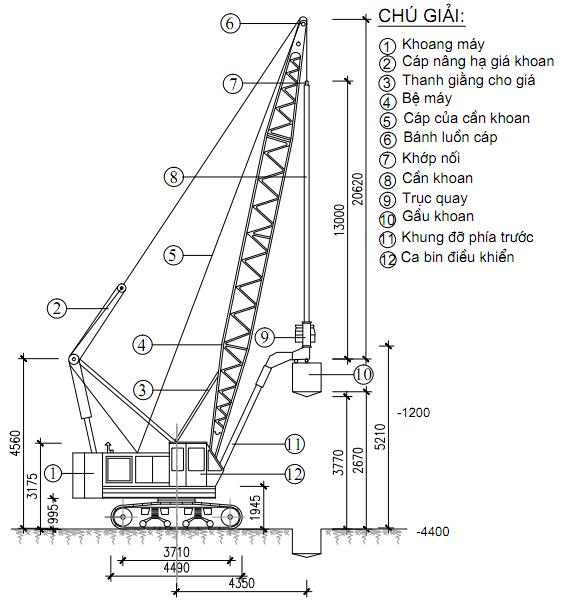 CHÚ GIẢI:
1 Khoang máy
2 Cáp nâng hạ giá khoan
3 Thanh giằng cho giá
4 Bệ máy
5 Cáp của cần khoan
6 Bánh luồn cáp
7 Khớp nối
8 Cần khoan
9 Trục quay
10 Gầu khoan
11 Khung đỡ phía trước
12 Ca bin điều khiển
6
7
8
5
2
4
9
3
10
11
1
12
13000
20620
4560
3175
995
1945
3770
2670
5210
-1200
-4400
3710
4490
4350